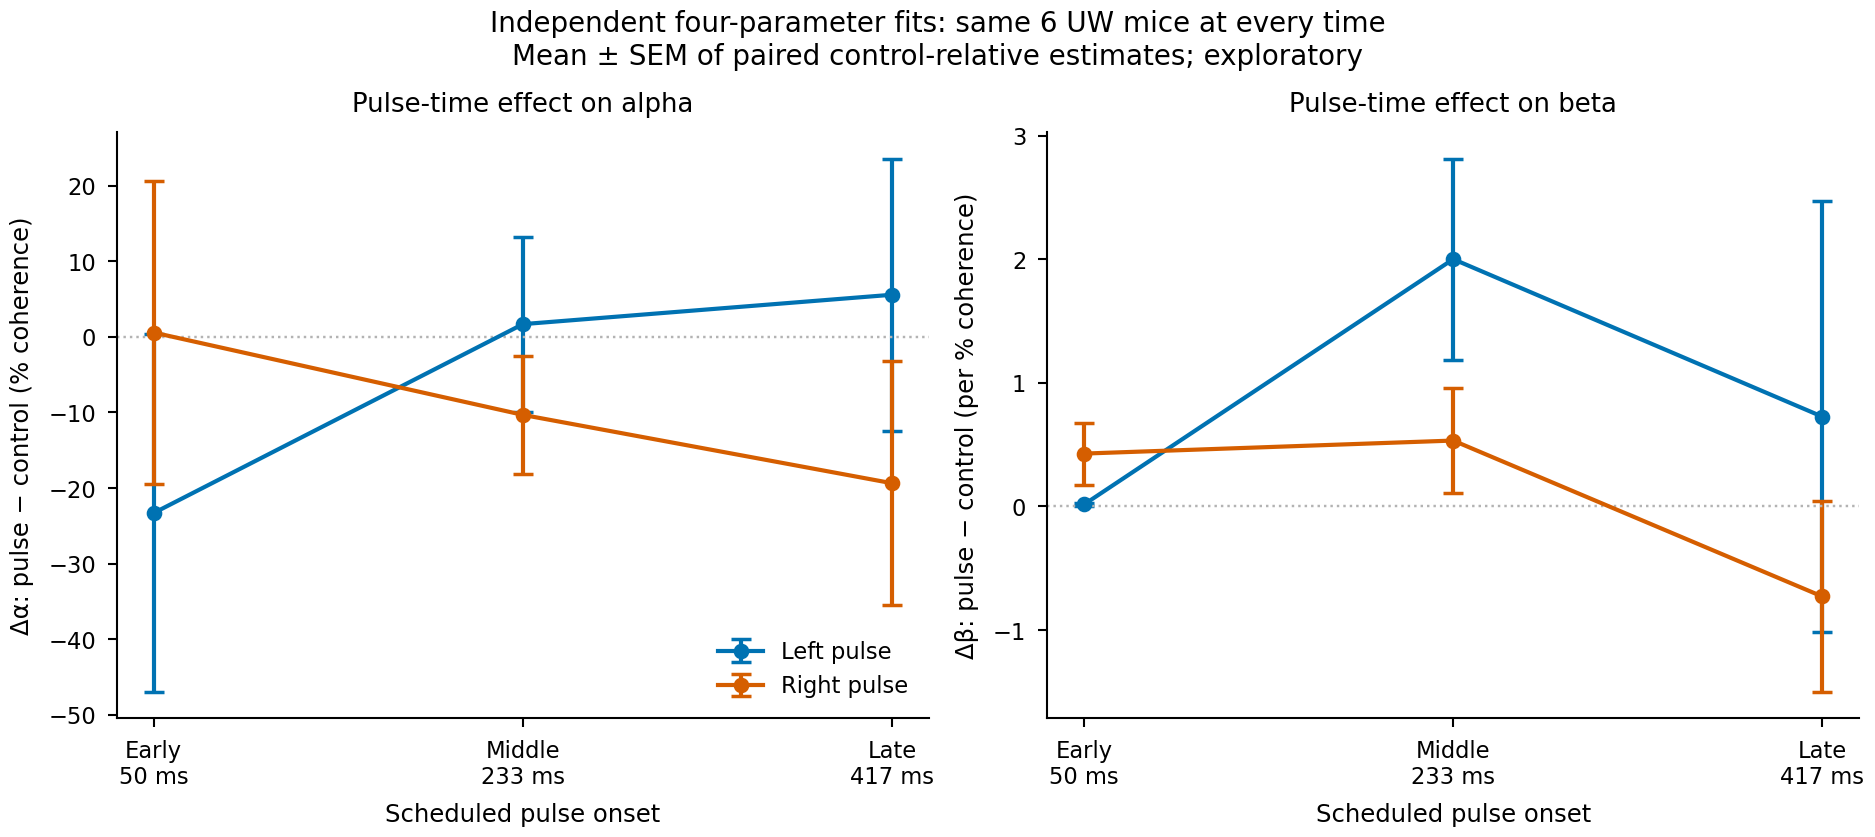 Independent four-parameter fits: same 6 UW mice at every time
Mean ± SEM of paired control-relative estimates; exploratory
Pulse-time effect on alpha
Δα: pulse − control (% coherence)
20
10
0
−10
−20
−30
−40
−50
Early
50 ms
Middle
233 ms
Late
417 ms
Scheduled pulse onset
Left pulse
Right pulse
Pulse-time effect on beta
Δβ: pulse − control (per % coherence)
3
2
1
0
−1
Early
50 ms
Middle
233 ms
Late
417 ms
Scheduled pulse onset